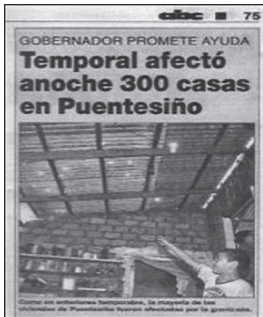 abc 75
GOBERNADOR PROMETE AYUDA
Temporal afectó
anoche 300 casas
en Puentesiño
Como en anteriores temporales, la mayoría de las
viviendas de Puentesiño fueron afectadas por la granizada.